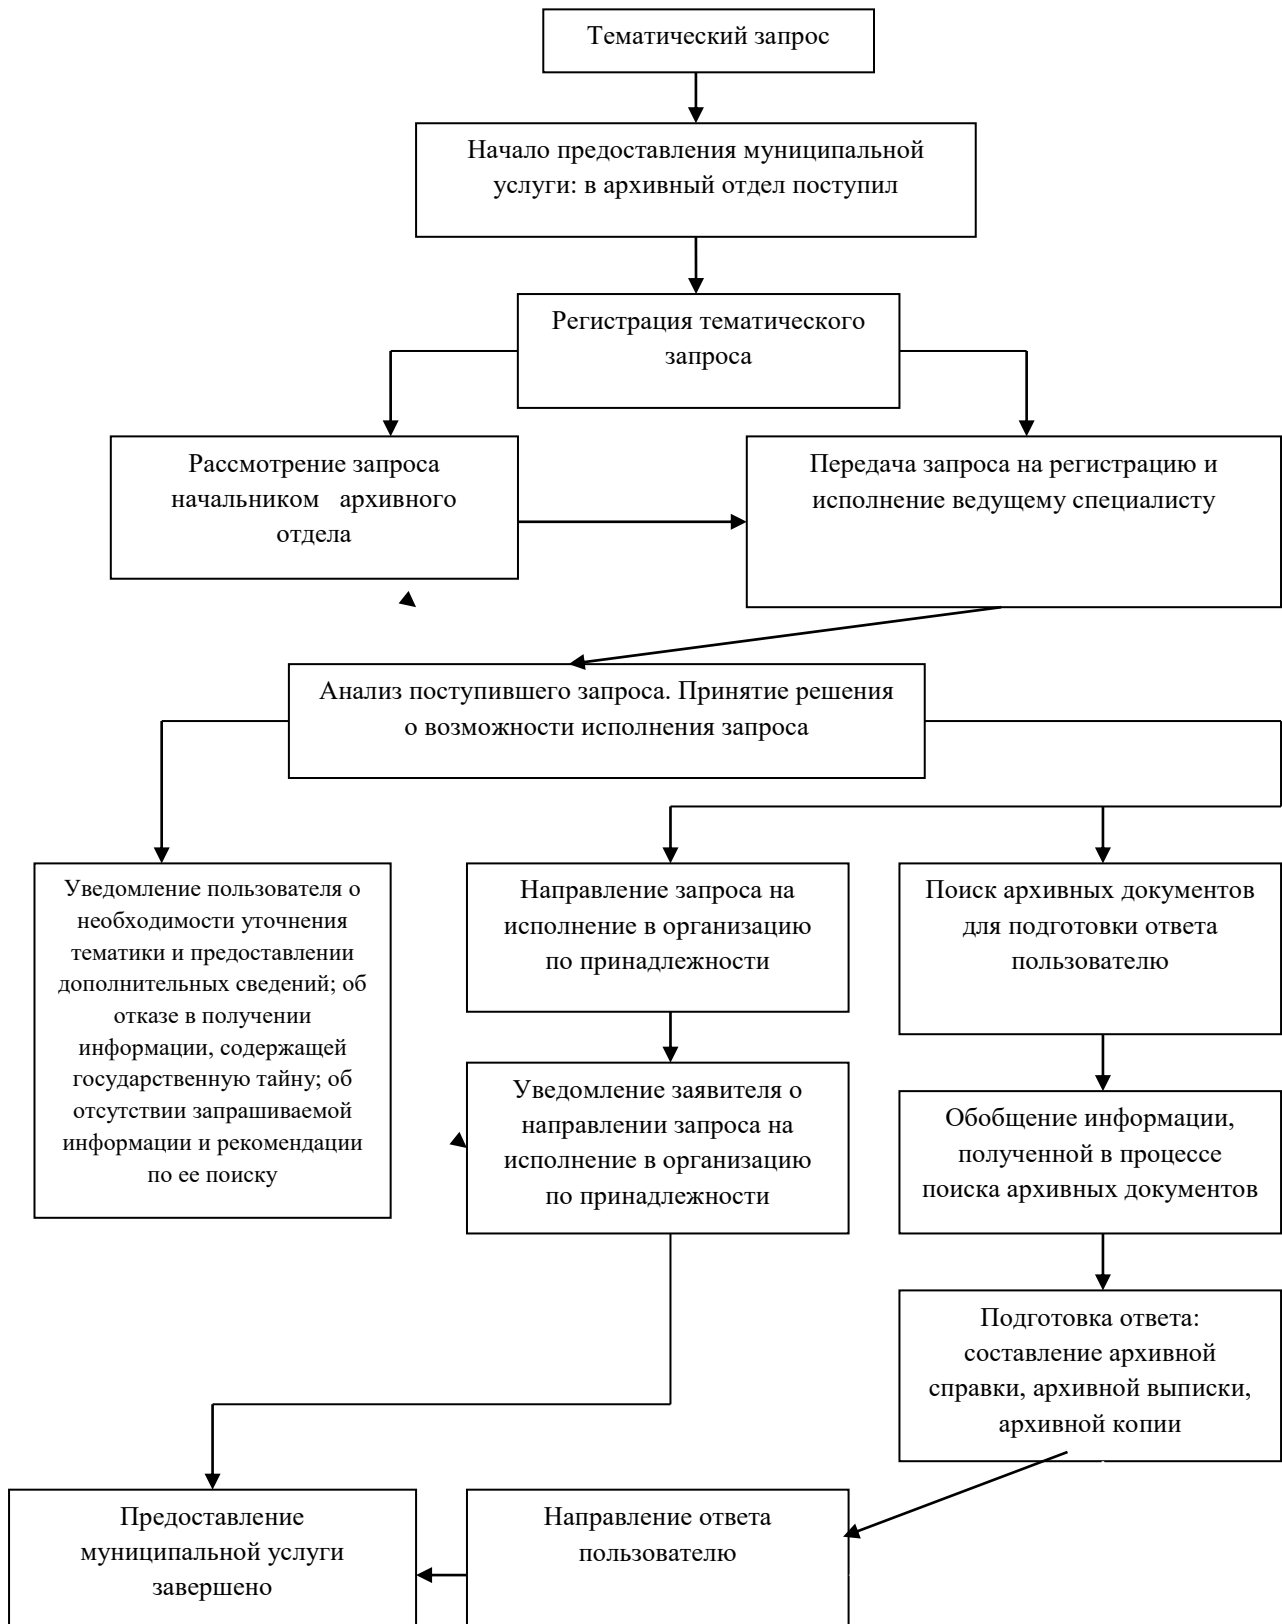 Тематический запрос
Начало предоставления муниципальной
услуги: в архивный отдел поступил
Регистрация тематического
запроса
Рассмотрение запроса
начальником архивного
отдела
Передача запроса на регистрацию и
исполнение ведущему специалисту
Анализ поступившего запроса. Принятие решения
о возможности исполнения запроса
Уведомление пользователя о
необходимости уточнения
тематики и предоставлении
дополнительных сведений; об
отказе в получении
информации, содержащей
государственную тайну; об
отсутствии запрашиваемой
информации и рекомендации
по ее поиску
Направление запроса на
исполнение в организацию
по принадлежности
Поиск архивных документов
для подготовки ответа
пользователю
Уведомление заявителя о
направлении запроса на
исполнение в организацию
по принадлежности
Обобщение информации,
полученной в процессе
поиска архивных документов
Подготовка ответа:
составление архивной
справки, архивной выписки,
архивной копии
Предоставление
муниципальной услуги
завершено
Направление ответа
пользователю